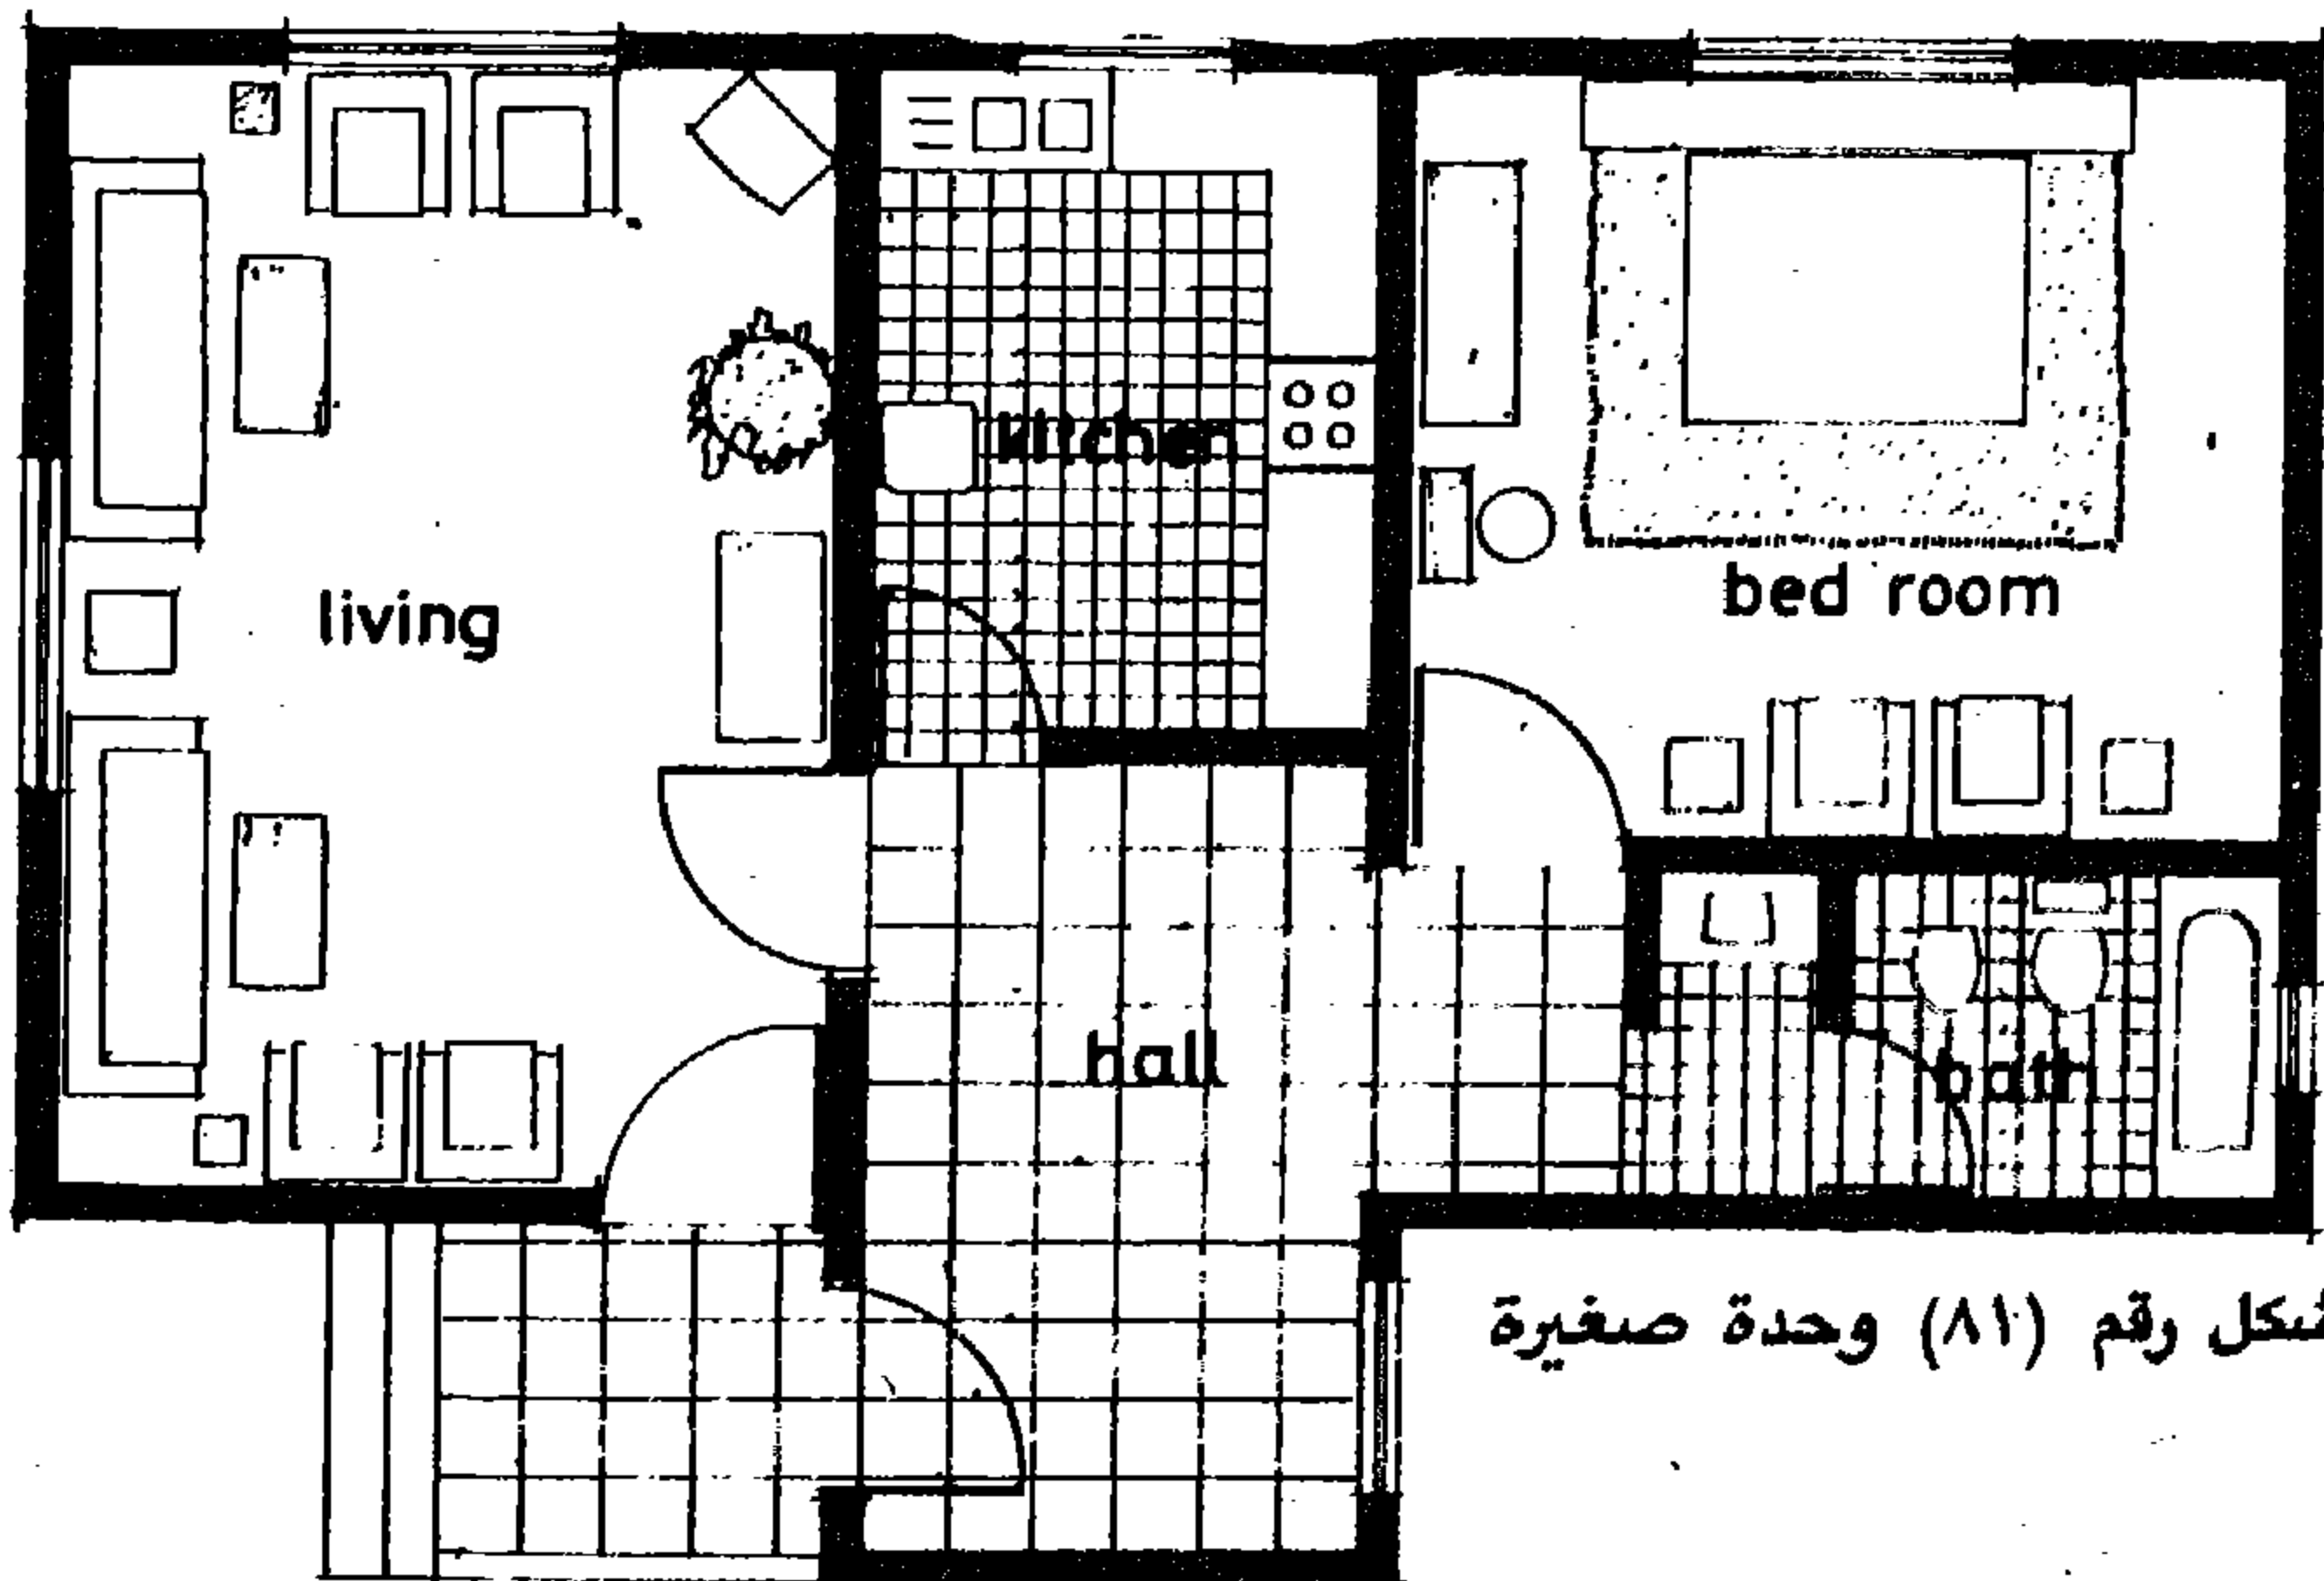 kitchen
bed room
living
hall
bath
شكل رقم (٨١) وحدة صغيرة